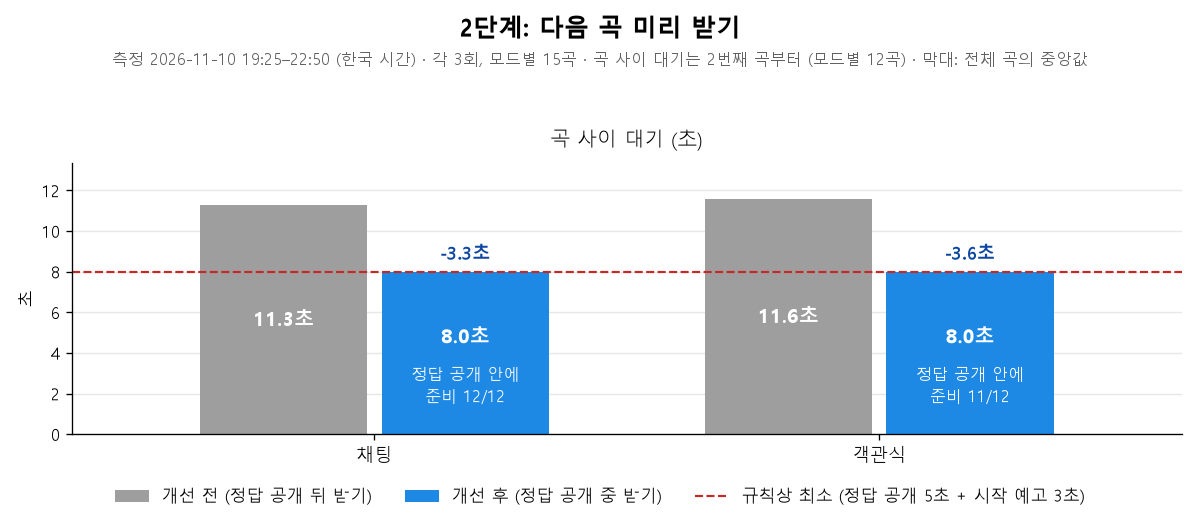 2단계: 다음 곡 미리 받기
측정 2026-11-10 19:25–22:50 (한국 시간) · 각 3회, 모드별 15곡 · 곡 사이 대기는 2번째 곡부터 (모드별 12곡) · 막대: 전체 곡의 중앙값
곡 사이 대기 (초)
초
12
10
8
6
4
2
0
11.3초
-3.3초
8.0초
정답 공개 안에
준비 12/12
11.6초
-3.6초
8.0초
정답 공개 안에
준비 11/12
채팅
객관식
개선 전 (정답 공개 뒤 받기)
개선 후 (정답 공개 중 받기)
규칙상 최소 (정답 공개 5초 + 시작 예고 3초)